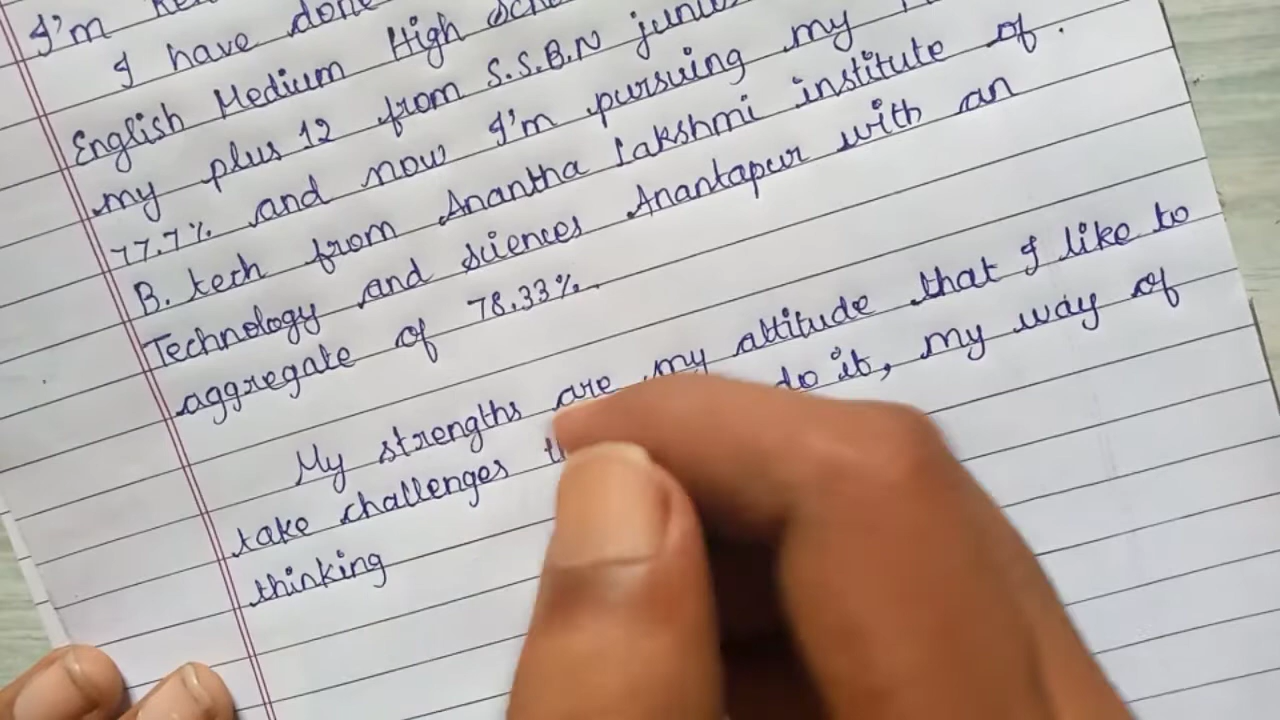 I'm
I have done
English Medium High
my plus 12 from S.S.B.N
77.7% and now I'm pursuing my
B. tech from Anantha Lakshmi institute of
Technology and sciences Anantapur with an
aggregate of 78.33%.
My strengths are my attitude that I like to
take challenges do it, my way of
thinking